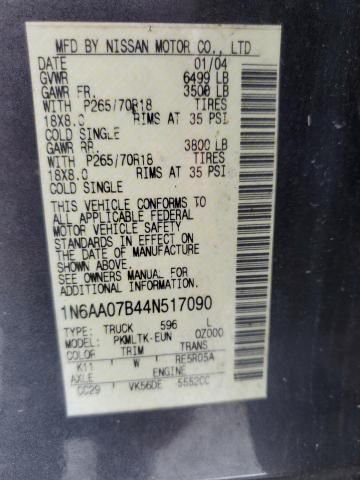 MFD BY NISSAN MOTOR CO., LTD
DATE 01/04
GVWR 6499 LB
GAWR FR. 3500 LB
WITH P265/70R18 TIRES
18X8.0 RIMS AT 35 PSI
COLD SINGLE
GAWR RR. 3800 LB
WITH P265/70R18 TIRES
18X8.0 RIMS AT 35 PSI
COLD SINGLE
THIS VEHICLE CONFORMS TO
ALL APPLICABLE FEDERAL
MOTOR VEHICLE SAFETY
STANDARDS IN EFFECT
ON THE DATE OF MANUFACTURE
SHOWN ABOVE.
SEE OWNERS MANUAL FOR
ADDITIONAL INFORMATION
1N6AA07B44N517090
TYPE: TRUCK 596 L
MODEL: PKMLTK-EUN 0Z000
COLOR TRIM TRANS
K11 W RE5R05A
AXLE ENGINE
CC29 VK56DE 5552CC